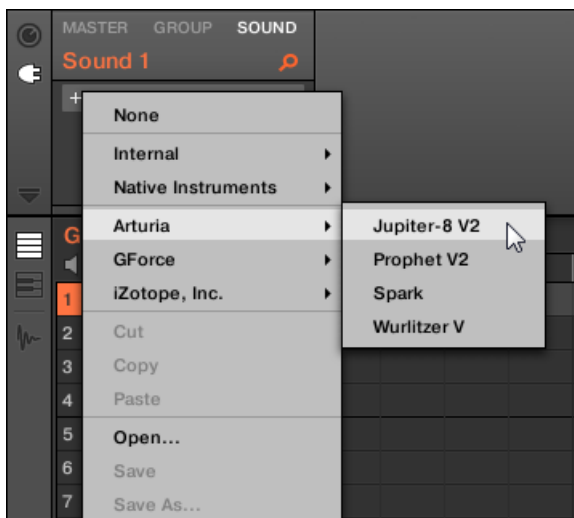 MASTER GROUP SOUND
Sound 1
+
None
Internal
Native Instruments
Arturia
GForce
iZotope, Inc.
Cut
Copy
Paste
Open...
Save
Save As...
Jupiter-8 V2
Prophet V2
Spark
Wurlitzer V
G
1
2
3
4
5
6
7